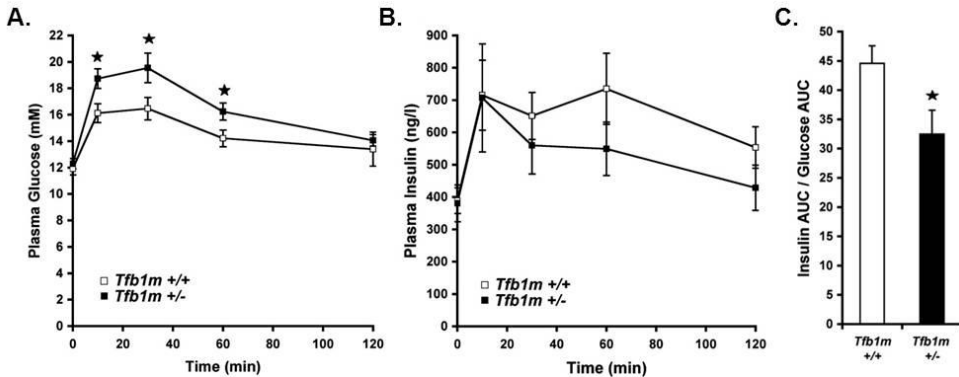 A.
Plasma Glucose (mM)
22
20
18
16
14
12
10
8
6
4
2
0
★
★
★
Tfb1m +/+
Tfb1m +/-
0 20 40 60 80 100 120
Time (min)
B.
Plasma Insulin (ng/l)
900
800
700
600
500
400
300
200
100
0
Tfb1m +/+
Tfb1m +/-
0 20 40 60 80 100 120
Time (min)
C.
Insulin AUC / Glucose AUC
50
45
40
35
30
25
20
15
10
5
0
★
Tfb1m Tfb1m
+/+ +/-